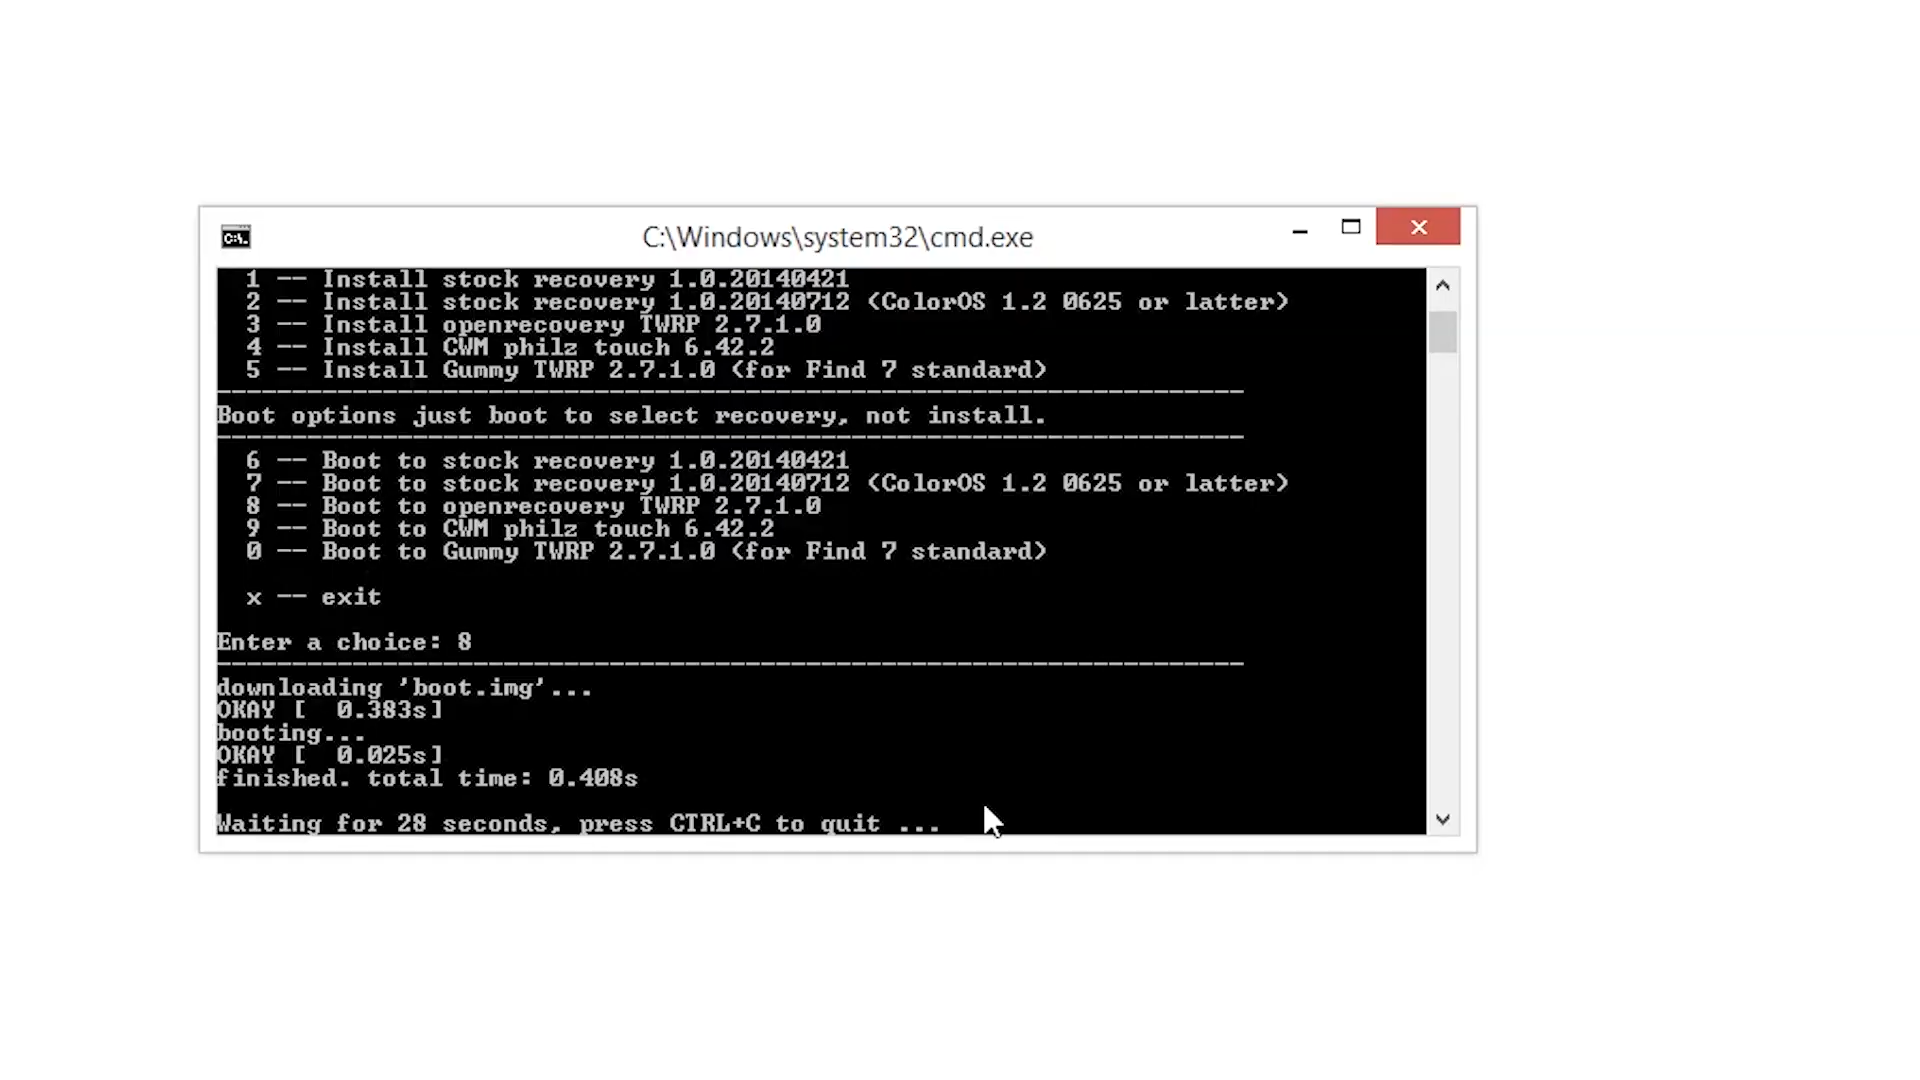 C:\Windows\system32\cmd.exe
1 -- Install stock recovery 1.0.20140421
2 -- Install stock recovery 1.0.20140712 (ColorOS 1.2 0625 or latter)
3 -- Install openrecovery TWRP 2.7.1.0
4 -- Install CWM philz touch 6.42.2
5 -- Install Gummy TWRP 2.7.1.0 (for Find 7 standard)
Boot options just boot to select recovery, not install.
6 -- Boot to stock recovery 1.0.20140421
7 -- Boot to stock recovery 1.0.20140712 (ColorOS 1.2 0625 or latter)
8 -- Boot to openrecovery TWRP 2.7.1.0
9 -- Boot to CWM philz touch 6.42.2
0 -- Boot to Gummy TWRP 2.7.1.0 (for Find 7 standard)
x -- exit
Enter a choice: 8
downloading 'boot.img'...
OKAY [  0.383s]
booting...
OKAY [  0.025s]
finished. total time: 0.408s
Waiting for 28 seconds, press CTRL+C to quit ...